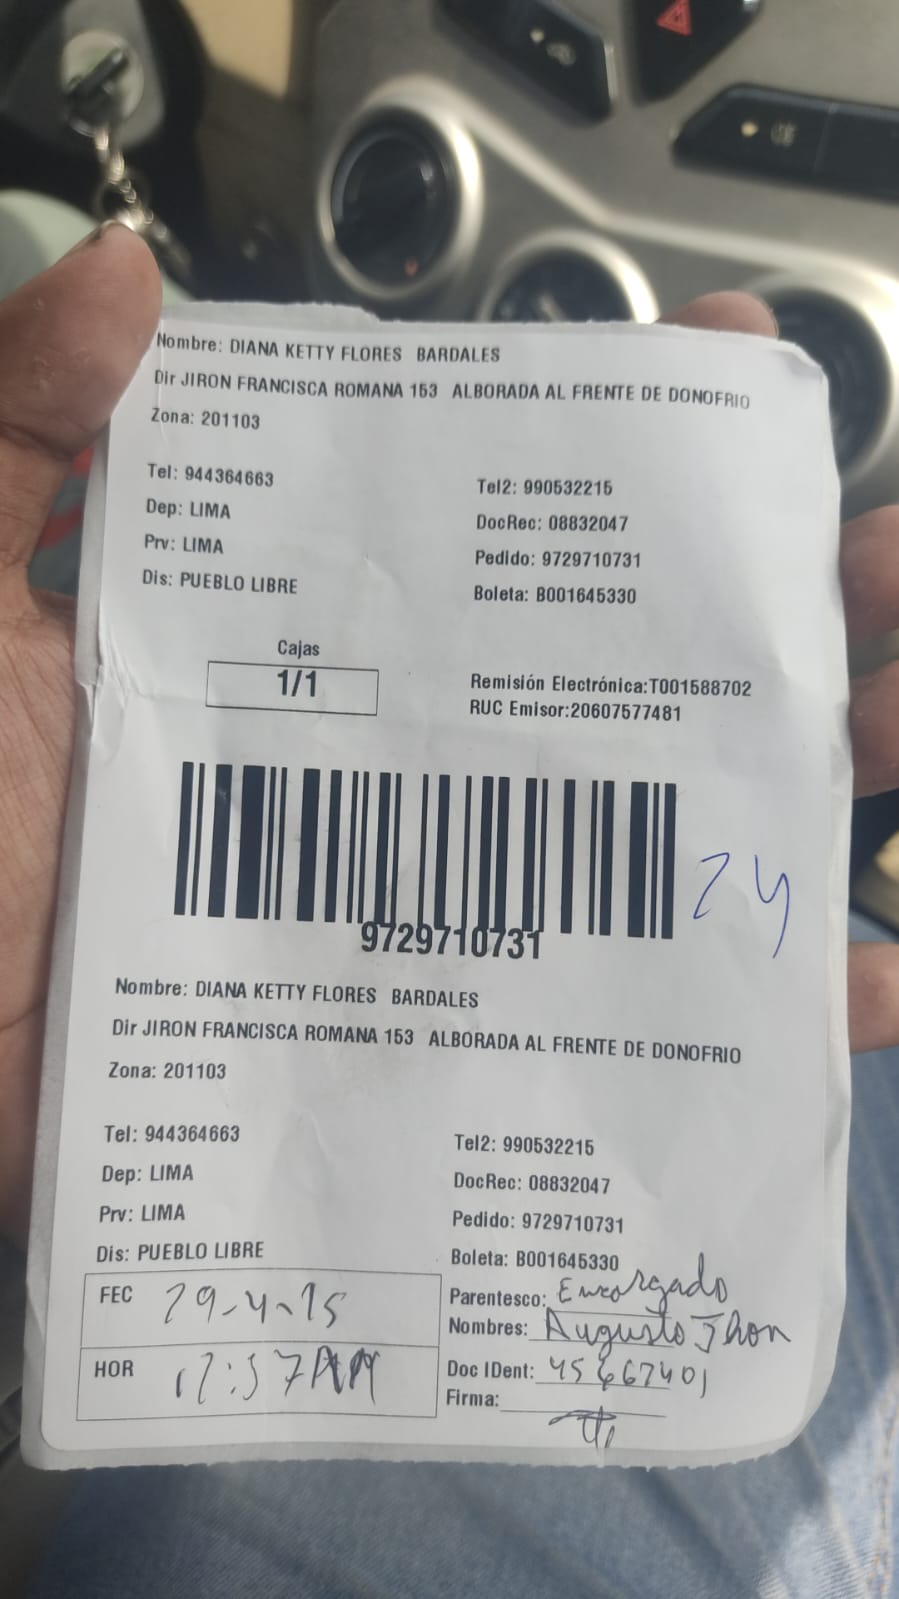 Nombre: DIANA KETTY FLORES BARDALES
Dir JIRON FRANCISCA ROMANA 153 ALBORADA AL FRENTE DE DONOFRIO
Zona: 201103
Tel: 944364663 Tel2: 990532215
Dep: LIMA DocRec: 08832047
Prv: LIMA Pedido: 9729710731
Dis: PUEBLO LIBRE Boleta: B001645330
Cajas
1/1
Remisión Electrónica:T001588702
RUC Emisor:20607577481
24
9729710731
Nombre: DIANA KETTY FLORES BARDALES
Dir JIRON FRANCISCA ROMANA 153 ALBORADA AL FRENTE DE DONOFRIO
Zona: 201103
Tel: 944364663 Tel2: 990532215
Dep: LIMA DocRec: 08832047
Prv: LIMA Pedido: 9729710731
Dis: PUEBLO LIBRE Boleta: B001645330
FEC 29-4-25
Parentesco: Encargado
Nombres: Augusto Jhon
HOR
Doc IDent: 45667401
Firma: